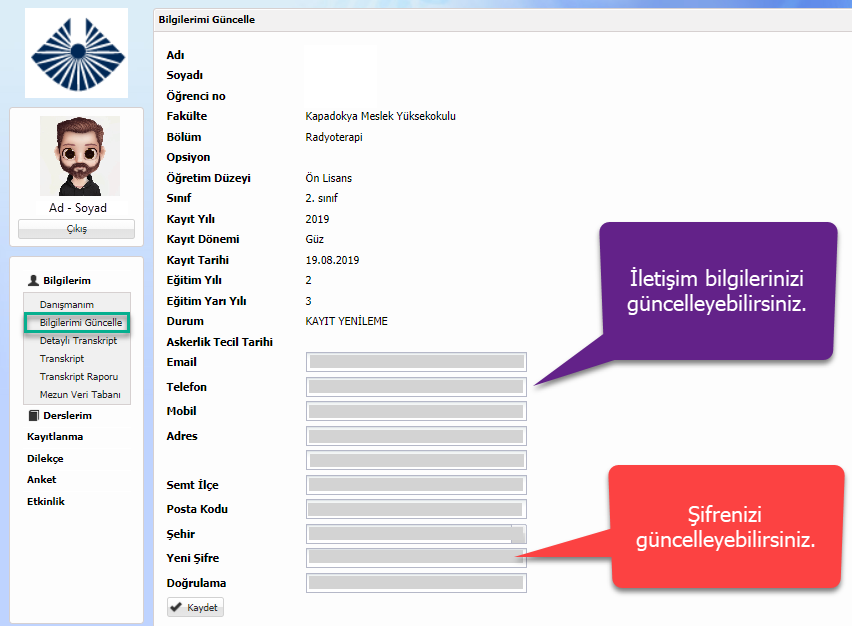 Bilgilerimi Güncelle
Ad - Soyad
Çıkış
Bilgilerim
Danışmanım
Bilgilerimi Güncelle
Detaylı Transkript
Transkript
Transkript Raporu
Mezun Veri Tabanı
Derslerim
Kayıtlanma
Dilekçe
Anket
Etkinlik
Adı
Soyadı
Öğrenci no
Fakülte Kapadokya Meslek Yüksekokulu
Bölüm Radyoterapi
Opsiyon
Öğretim Düzeyi Ön Lisans
Sınıf 2. sınıf
Kayıt Yılı 2019
Kayıt Dönemi Güz
Kayıt Tarihi 19.08.2019
Eğitim Yılı 2
Eğitim Yarı Yılı 3
Durum KAYIT YENİLEME
Askerlik Tecil Tarihi
Email
Telefon
Mobil
Adres
Semt İlçe
Posta Kodu
Şehir
Yeni Şifre
Doğrulama
Kaydet
İletişim bilgilerinizi
güncelleyebilirsiniz.
Şifrenizi
güncelleyebilirsiniz.